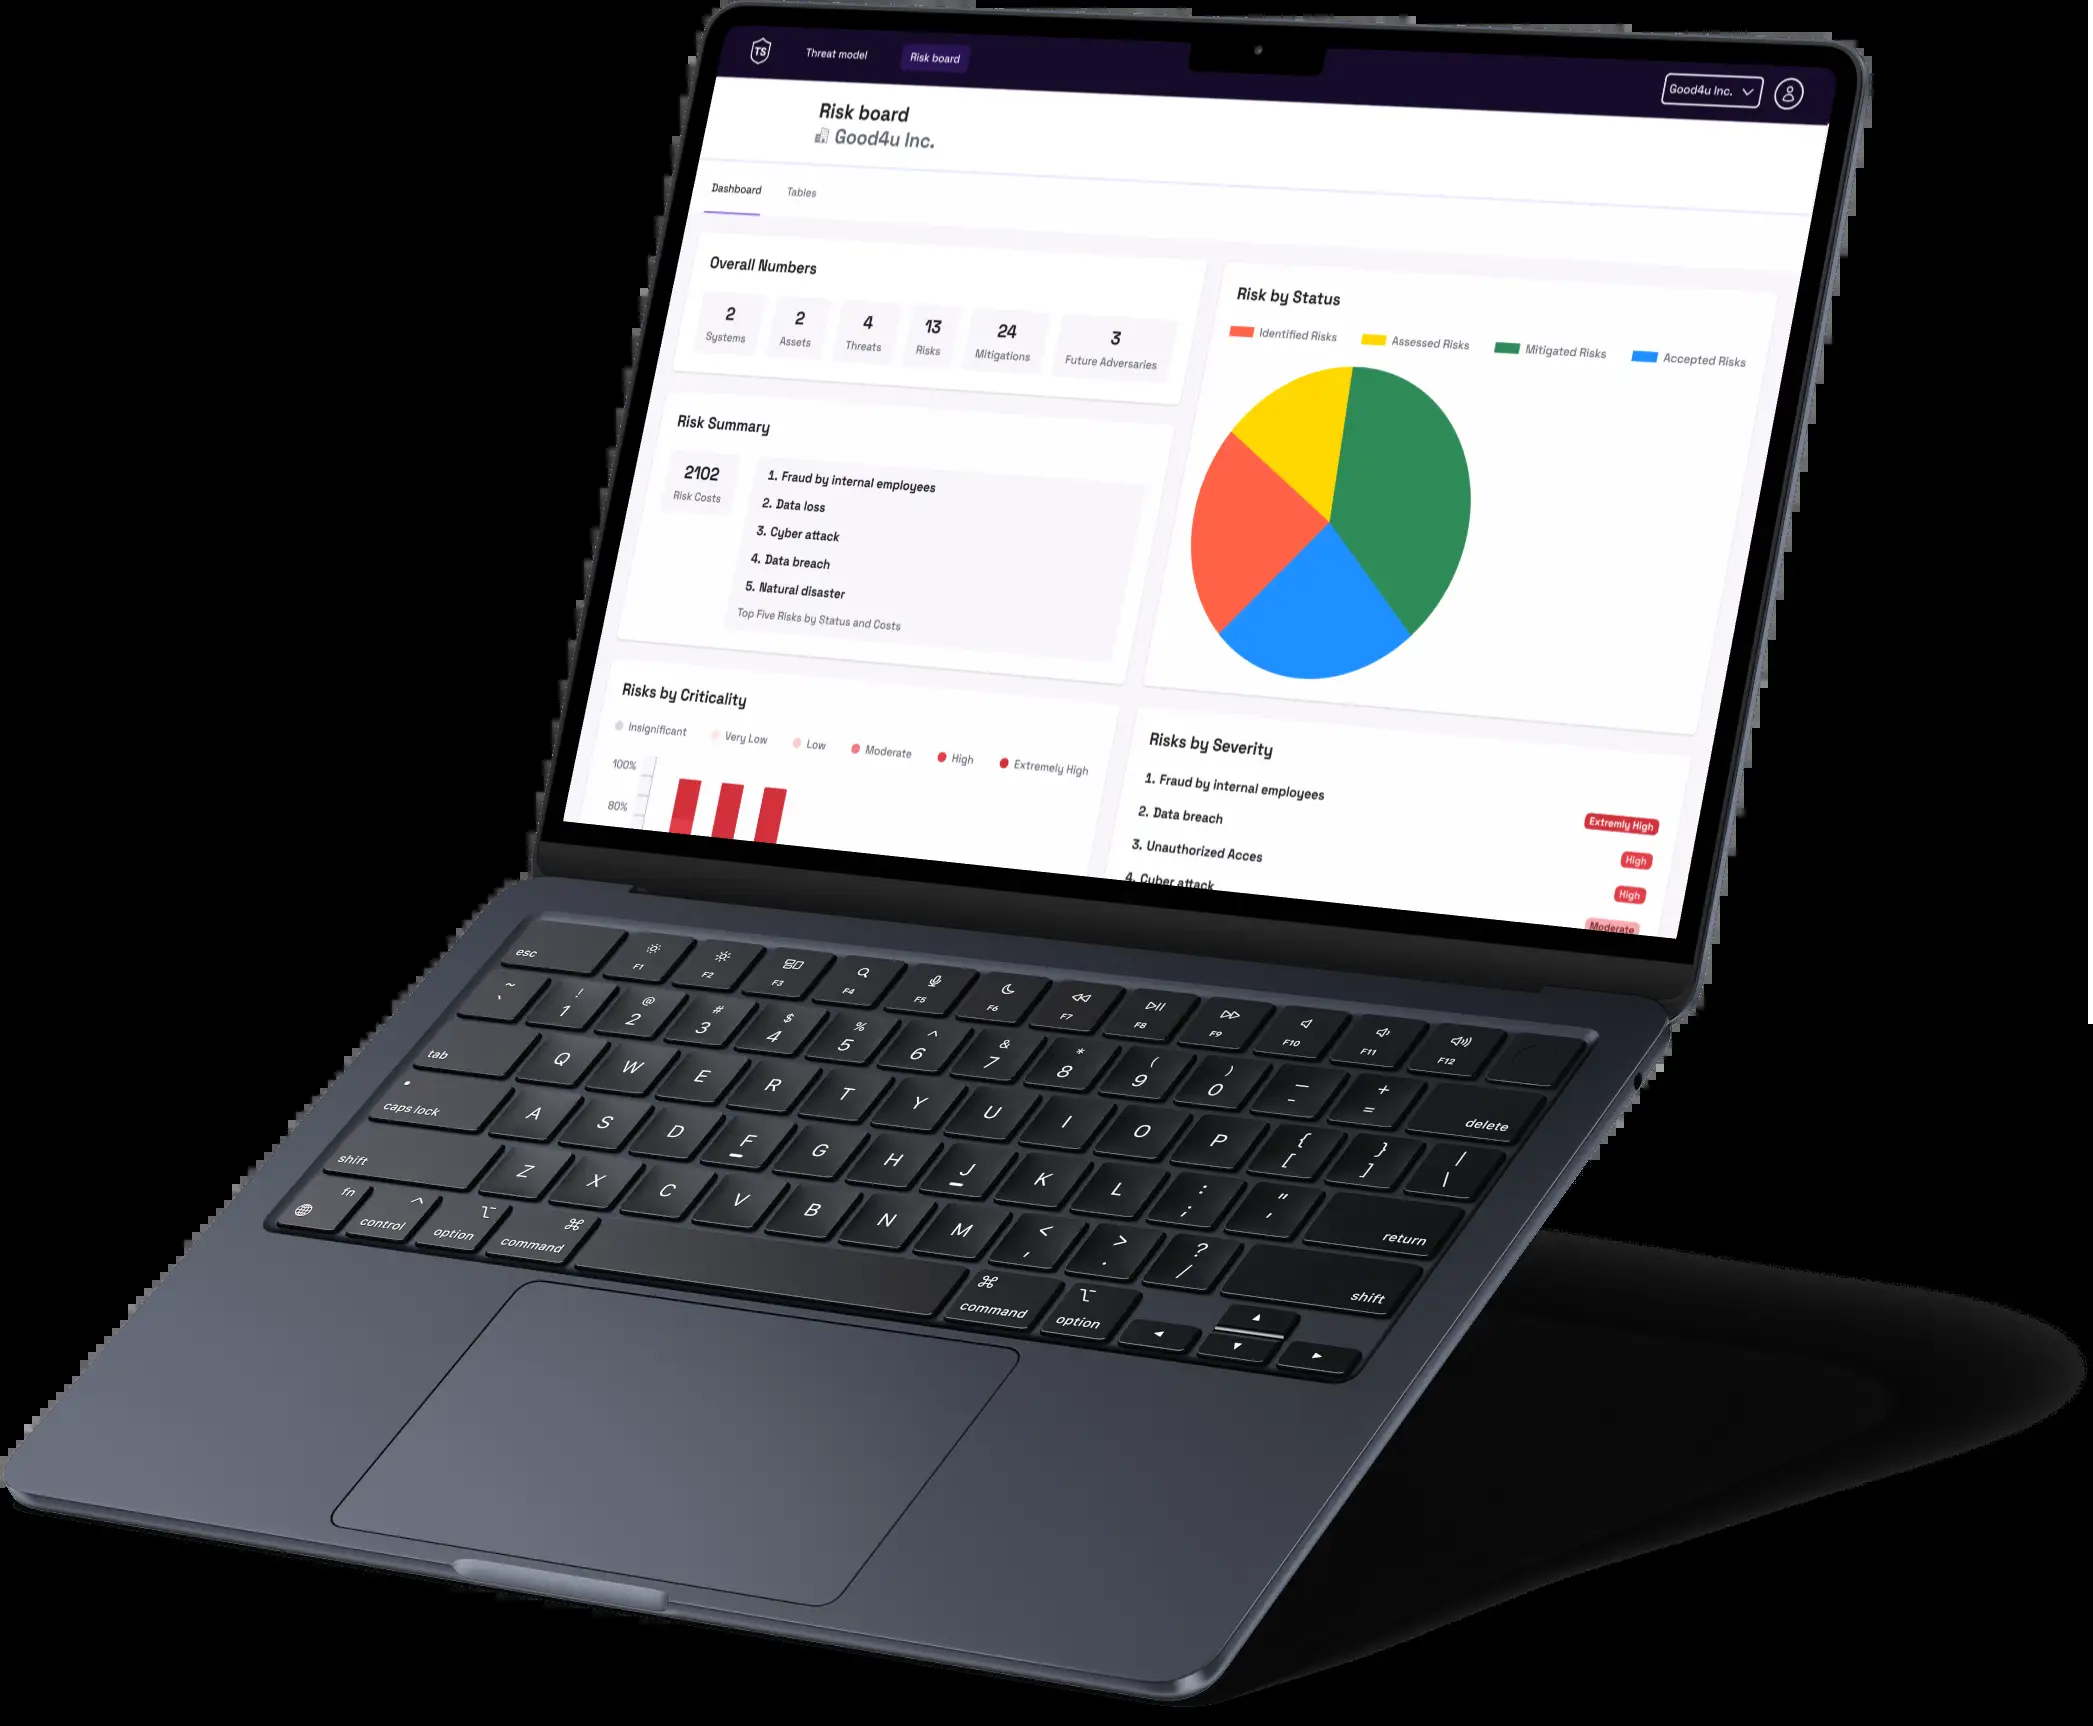 TS
Threat model
Risk board
Good4u Inc.
Risk board
Good4u Inc.
Dashboard
Tables
Overall Numbers
2
Systems
2
Assets
4
Threats
13
Risks
24
Mitigations
3
Future Adversaries
Risk by Status
Identified Risks
Assessed Risks
Mitigated Risks
Accepted Risks
Risk Summary
2102
Risk Costs
1. Fraud by internal employees
2. Data loss
3. Cyber attack
4. Data breach
5. Natural disaster
Top Five Risks by Status and Costs
Risks by Criticality
Insignificant
Very Low
Low
Moderate
High
Extremely High
100%
80%
Risks by Severity
1. Fraud by internal employees
2. Data breach
3. Unauthorized Acces
4. Cyber attack
Extremly High
High
High
Moderate
esc F1 F2 F3 F4 F5 F6 F7 F8 F9 F10 F11 F12
~ ! @ # $ % ^ & * ( ) — +
` 1 2 3 4 5 6 7 8 9 0 - = delete
tab Q W E R T Y U I O P { [ } ] | \
caps lock A S D F G H J K L : ; " ' return
shift Z X C V B N M < , > . ? / shift
fn control option command command option